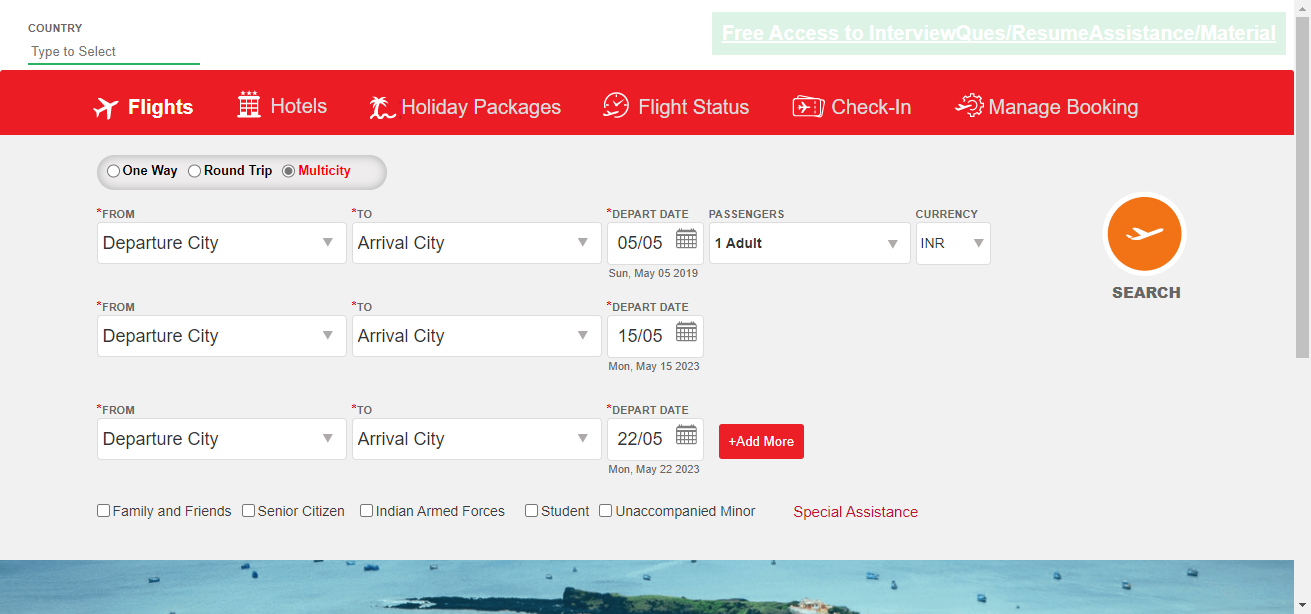 COUNTRY
Type to Select
Free Access to InterviewQues/ResumeAssistance/Material
Flights Hotels Holiday Packages Flight Status Check-In Manage Booking
One Way Round Trip Multicity
*FROM *TO *DEPART DATE PASSENGERS CURRENCY
Departure City Arrival City 05/05 1 Adult INR
Sun, May 05 2019
SEARCH
*FROM *TO *DEPART DATE
Departure City Arrival City 15/05
Mon, May 15 2023
*FROM *TO *DEPART DATE
Departure City Arrival City 22/05 +Add More
Mon, May 22 2023
Family and Friends Senior Citizen Indian Armed Forces Student Unaccompanied Minor Special Assistance